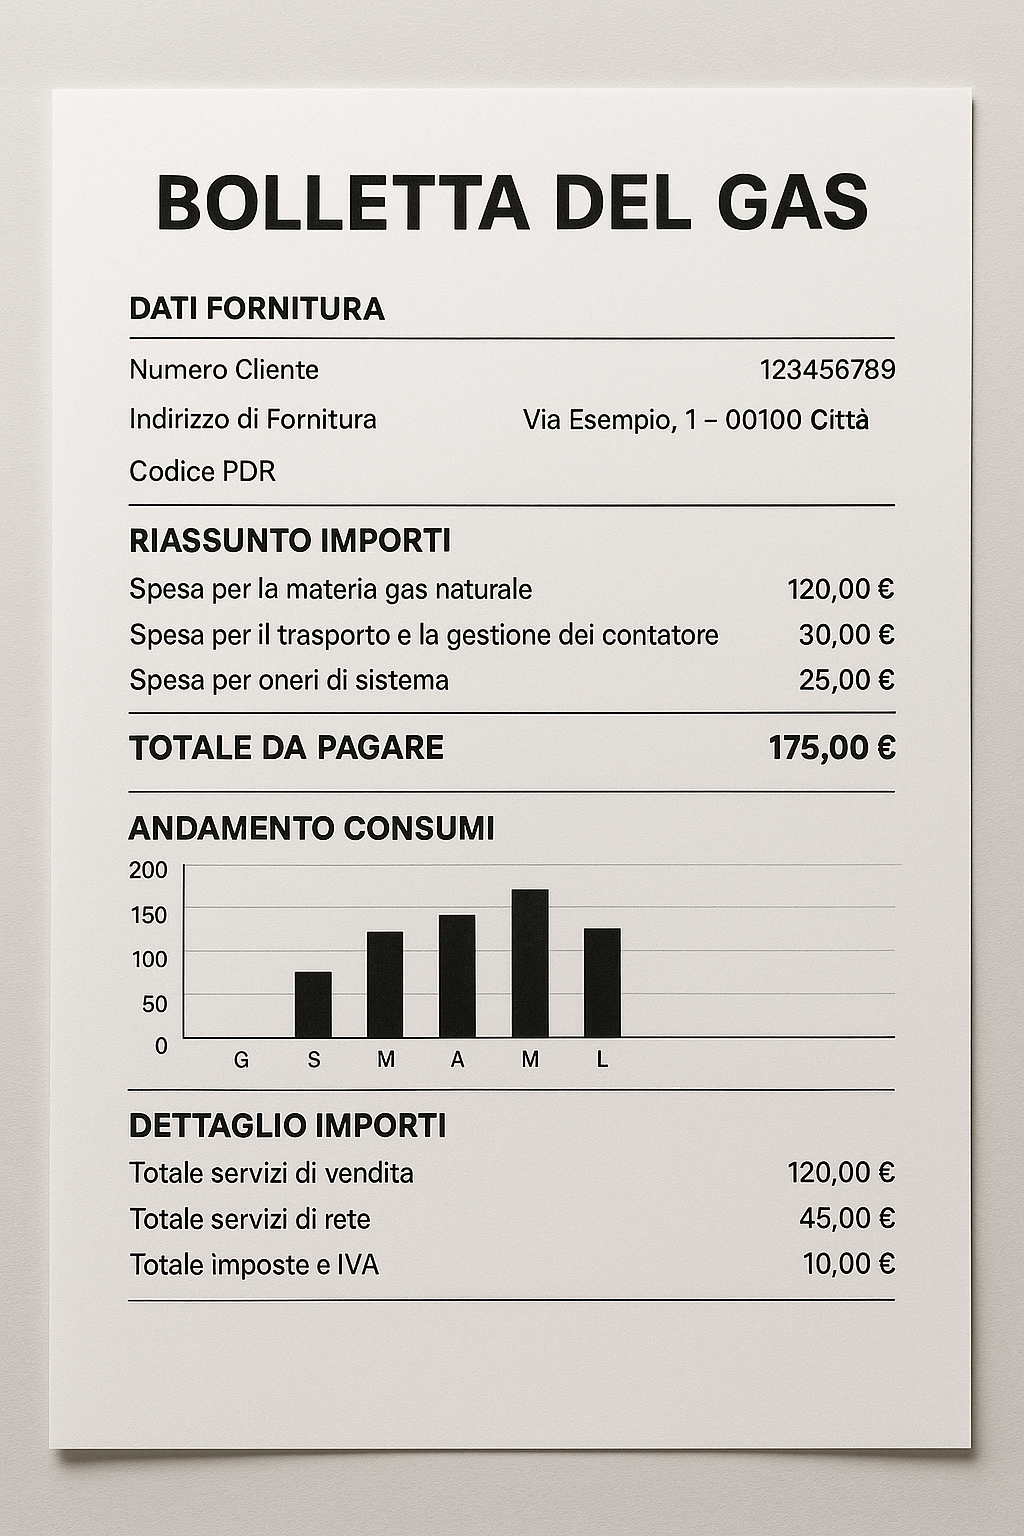 BOLLETTA DEL GAS
DATI FORNITURA
Numero Cliente 123456789
Indirizzo di Fornitura Via Esempio, 1 – 00100 Città
Codice PDR
RIASSUNTO IMPORTI
Spesa per la materia gas naturale 120,00 €
Spesa per il trasporto e la gestione dei contatore 30,00 €
Spesa per oneri di sistema 25,00 €
TOTALE DA PAGARE 175,00 €
ANDAMENTO CONSUMI
200
150
100
50
0
G S M A M L
DETTAGLIO IMPORTI
Totale servizi di vendita 120,00 €
Totale servizi di rete 45,00 €
Totale imposte e IVA 10,00 €